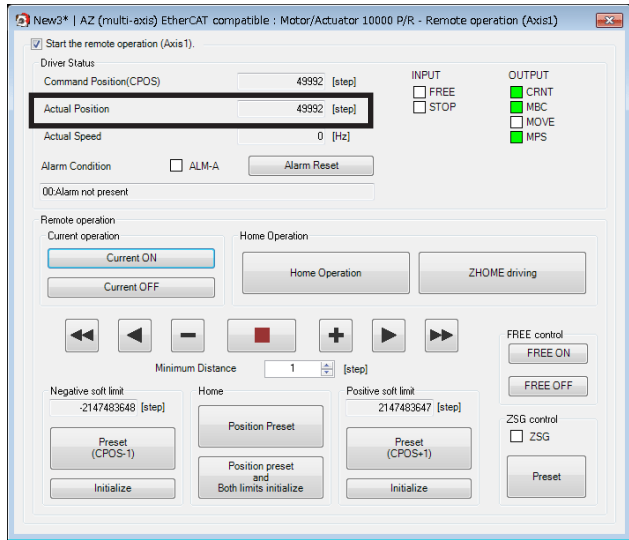 New3* | AZ (multi-axis) EtherCAT compatible : Motor/Actuator 10000 P/R - Remote operation (Axis1)
Start the remote operation (Axis1).
Driver Status
Command Position(CPOS) 49992 [step]
Actual Position 49992 [step]
Actual Speed 0 [Hz]
Alarm Condition ALM-A Alarm Reset
00:Alarm not present
INPUT
FREE
STOP
OUTPUT
CRNT
MBC
MOVE
MPS
Remote operation
Current operation
Current ON
Current OFF
Home Operation
Home Operation
ZHOME driving
Minimum Distance 1 [step]
FREE control
FREE ON
FREE OFF
Negative soft limit
-2147483648 [step]
Preset
(CPOS-1)
Initialize
Home
Position Preset
Position preset
and
Both limits initialize
Positive soft limit
2147483647 [step]
Preset
(CPOS+1)
Initialize
ZSG control
ZSG
Preset